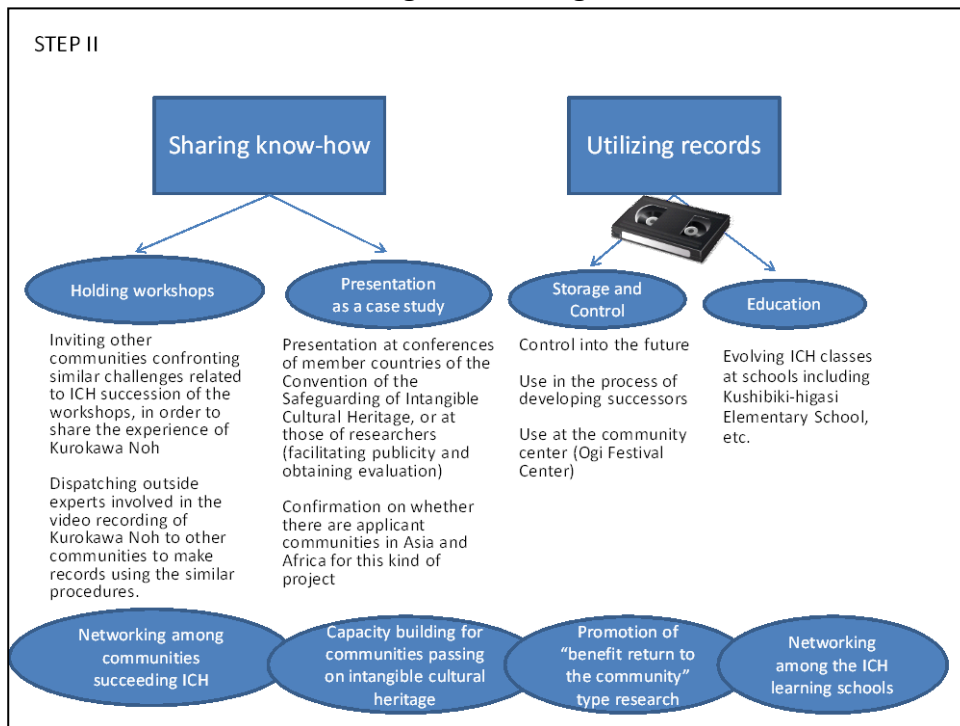 STEP II
Sharing know-how
Utilizing records
Holding workshops
Inviting other
communities confronting
similar challenges related
to ICH succession of the
workshops, in order to
share the experience of
Kurokawa Noh
Dispatching outside
experts involved in the
video recording of
Kurokawa Noh to other
communities to make
records using the similar
procedures.
Presentation
as a case study
Presentation at conferences
of member countries of the
Convention of the
Safeguarding of Intangible
Cultural Heritage, or at
those of researchers
(facilitating publicity and
obtaining evaluation)
Confirmation on whether
there are applicant
communities in Asia and
Africa for this kind of
project
Storage and
Control
Control into the future
Use in the process of
developing successors
Use at the community
center (Ogi Festival
Center)
Education
Evolving ICH classes
at schools including
Kushibiki-higasi
Elementary School,
etc.
Networking among
communities
succeeding ICH
Capacity building for
communities passing
on intangible cultural
heritage
Promotion of
“benefit return to
the community”
type research
Networking
among the ICH
learning schools